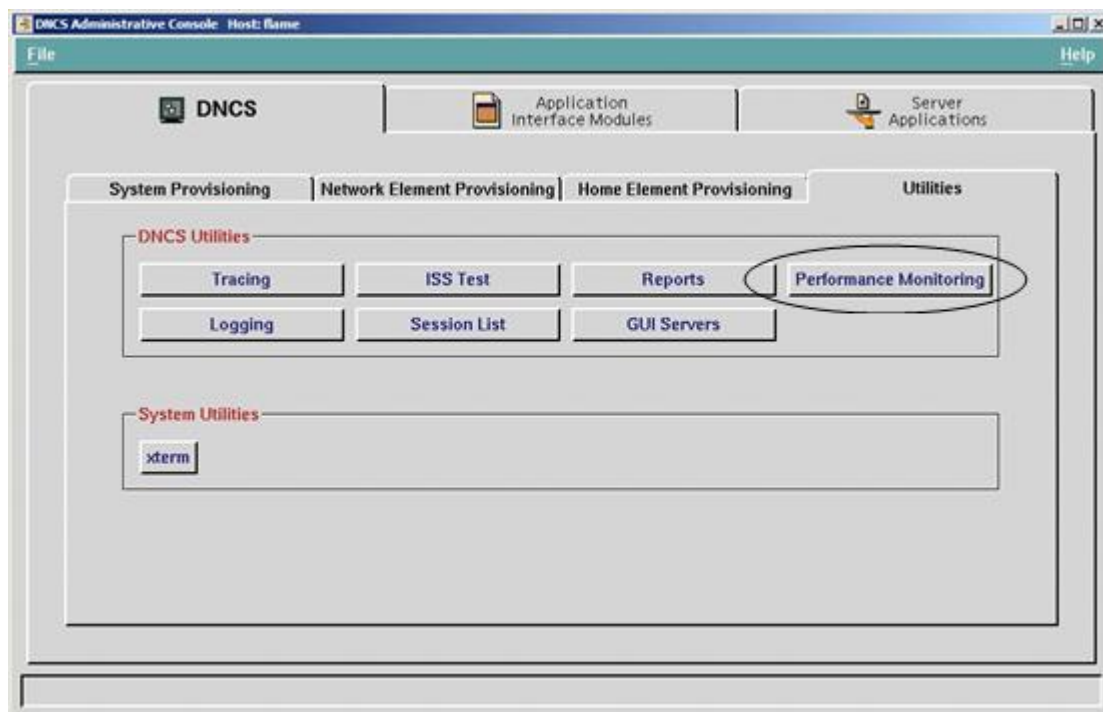 DNCS Administrative Console Host: flame
File Help
DNCS
Application
Interface Modules
Server
Applications
System Provisioning
Network Element Provisioning
Home Element Provisioning
Utilities
DNCS Utilities
Tracing
ISS Test
Reports
Performance Monitoring
Logging
Session List
GUI Servers
System Utilities
xterm